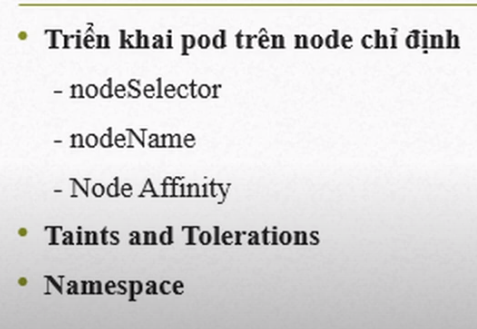 • Triển khai pod trên node chỉ định
- nodeSelector
- nodeName
- Node Affinity
• Taints and Tolerations
• Namespace